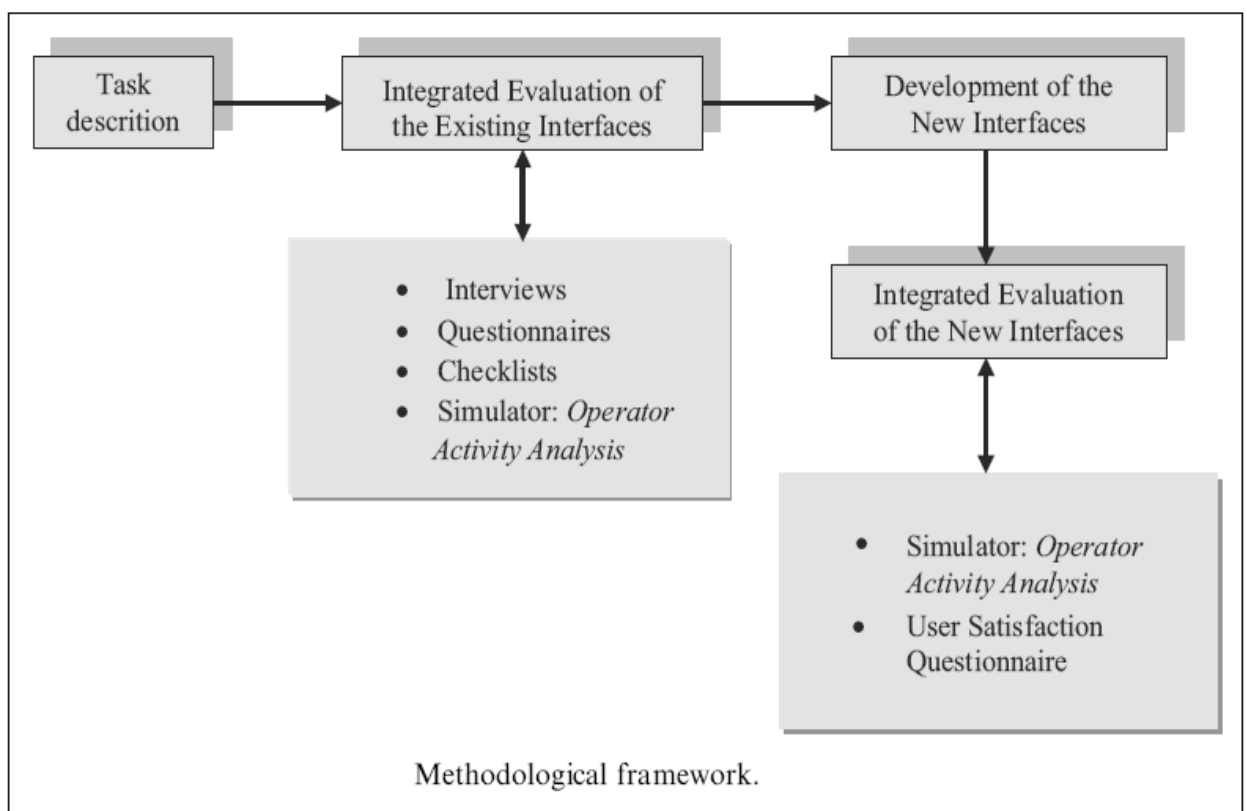 Task
descrition
Integrated Evaluation of
the Existing Interfaces
Development of the
New Interfaces
• Interviews
• Questionnaires
• Checklists
• Simulator: Operator
Activity Analysis
Integrated Evaluation
of the New Interfaces
• Simulator: Operator
Activity Analysis
• User Satisfaction
Questionnaire
Methodological framework.